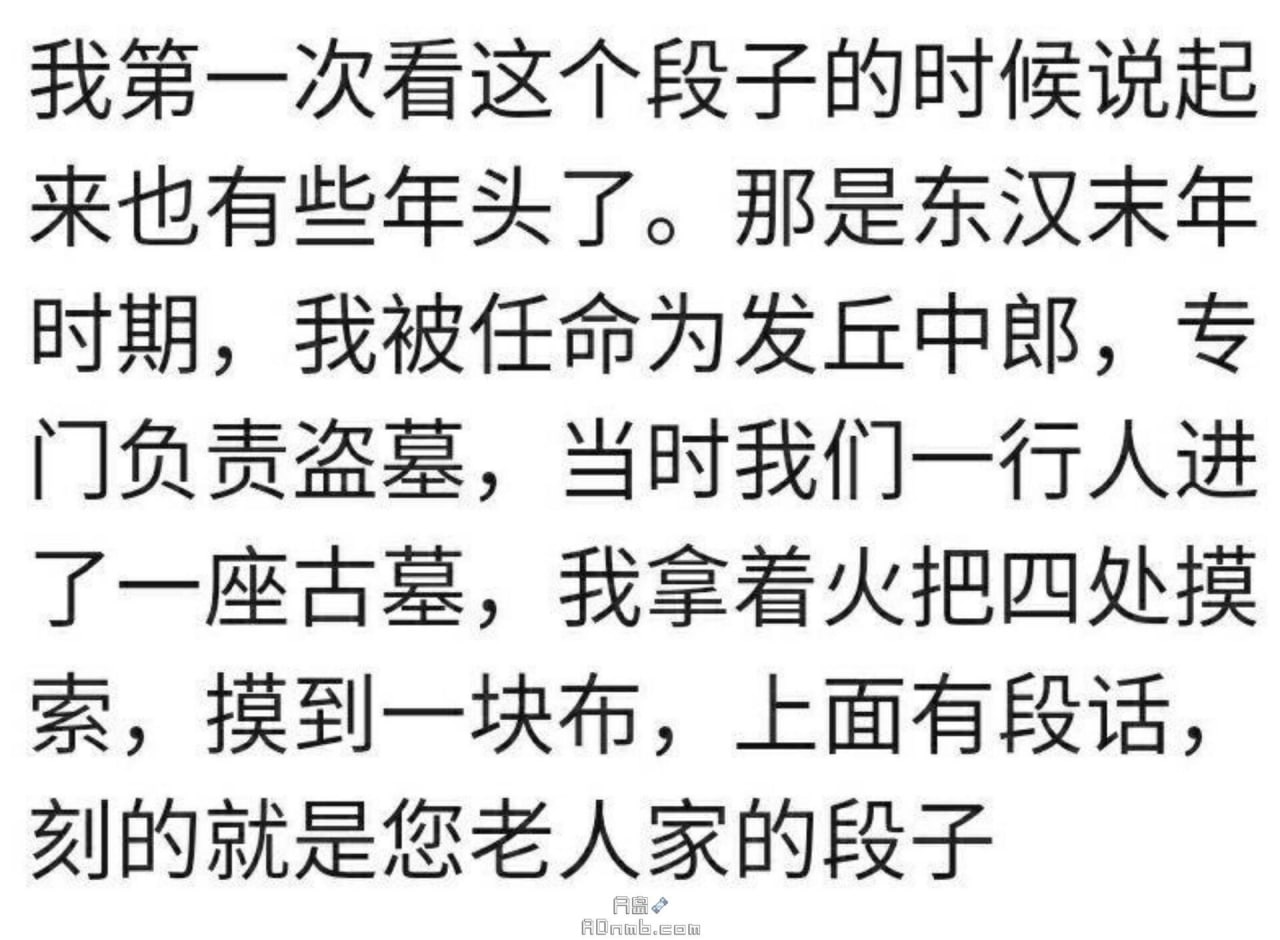 我第一次看这个段子的时候说起
来也有些年头了。那是东汉末年
时期，我被任命为发丘中郎，专
门负责盗墓，当时我们一行人进
了一座古墓，我拿着火把四处摸
索，摸到一块布，上面有段话，
刻的就是您老人家的段子
A岛
ADnmb.com